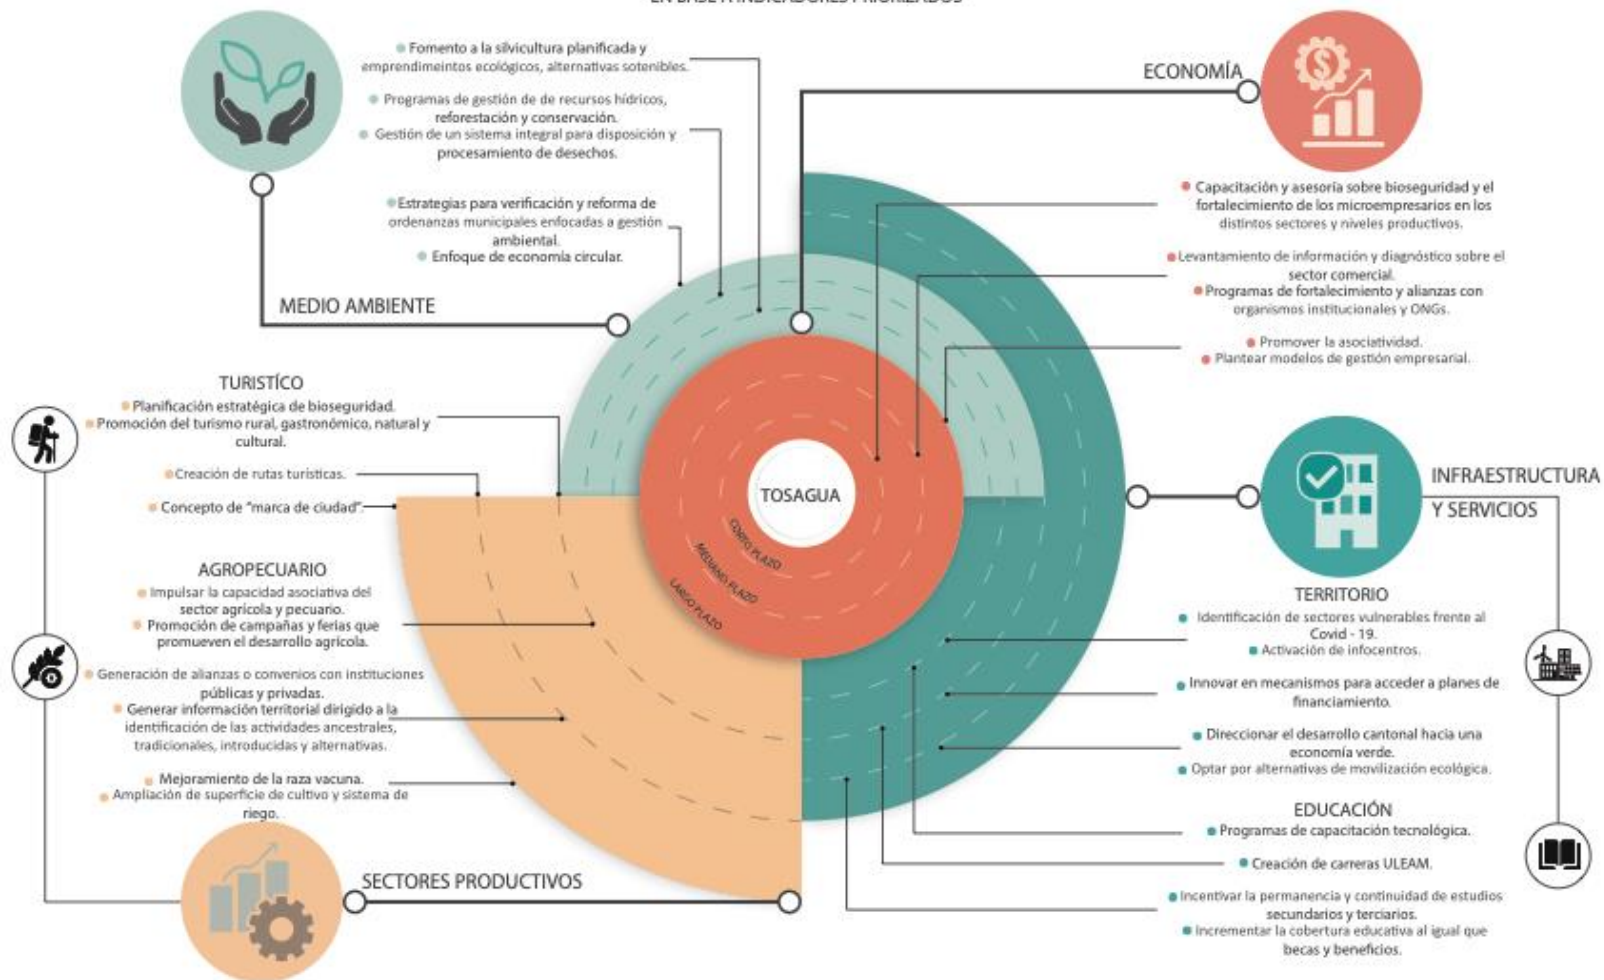 EN BASE A INDICADORES PRIORIZADOS
Fomento a la silvicultura planificada y
emprendimeintos ecológicos, alternativas sotenibles.
Programas de gestión de de recursos hídricos,
reforestación y conservación.
Gestión de un sistema integral para disposición y
procesamiento de desechos.
Estrategias para verificación y reforma de
ordenanzas municipales enfocadas a gestión
ambiental.
Enfoque de economía circular.
MEDIO AMBIENTE
ECONOMÍA
$
Capacitación y asesoría sobre bioseguridad y el
fortalecimiento de los microempresarios en los
distintos sectores y niveles productivos.
Levantamiento de información y diagnóstico sobre el
sector comercial.
Programas de fortalecimiento y alianzas con
organismos institucionales y ONGs.
Promover la asociatividad.
Plantear modelos de gestión empresarial.
TURISTÍCO
Planificación estratégica de bioseguridad.
Promoción del turismo rural, gastronómico, natural y
cultural.
Creación de rutas turísticas.
Concepto de "marca de ciudad".
AGROPECUARIO
Impulsar la capacidad asociativa del
sector agrícola y pecuario.
Promoción de campañas y ferias que
promueven el desarrollo agrícola.
Generación de alianzas o convenios con instituciones
públicas y privadas.
Generar información territorial dirigido a la
identificación de las actividades ancestrales,
tradicionales, introducidas y alternativas.
Mejoramiento de la raza vacuna.
Ampliación de superficie de cultivo y sistema de
riego.
SECTORES PRODUCTIVOS
TOSAGUA
CORTO PLAZO
MEDIANO PLAZO
LARGO PLAZO
INFRAESTRUCTURA
Y SERVICIOS
TERRITORIO
Identificación de sectores vulnerables frente al
Covid - 19.
Activación de infocentros.
Innovar en mecanismos para acceder a planes de
financiamiento.
Direccionar el desarrollo cantonal hacia una
economía verde.
Optar por alternativas de movilización ecológica.
EDUCACIÓN
Programas de capacitación tecnológica.
Creación de carreras ULEAM.
Incentivar la permanencia y continuidad de estudios
secundarios y terciarios.
Incrementar la cobertura educativa al igual que
becas y beneficios.